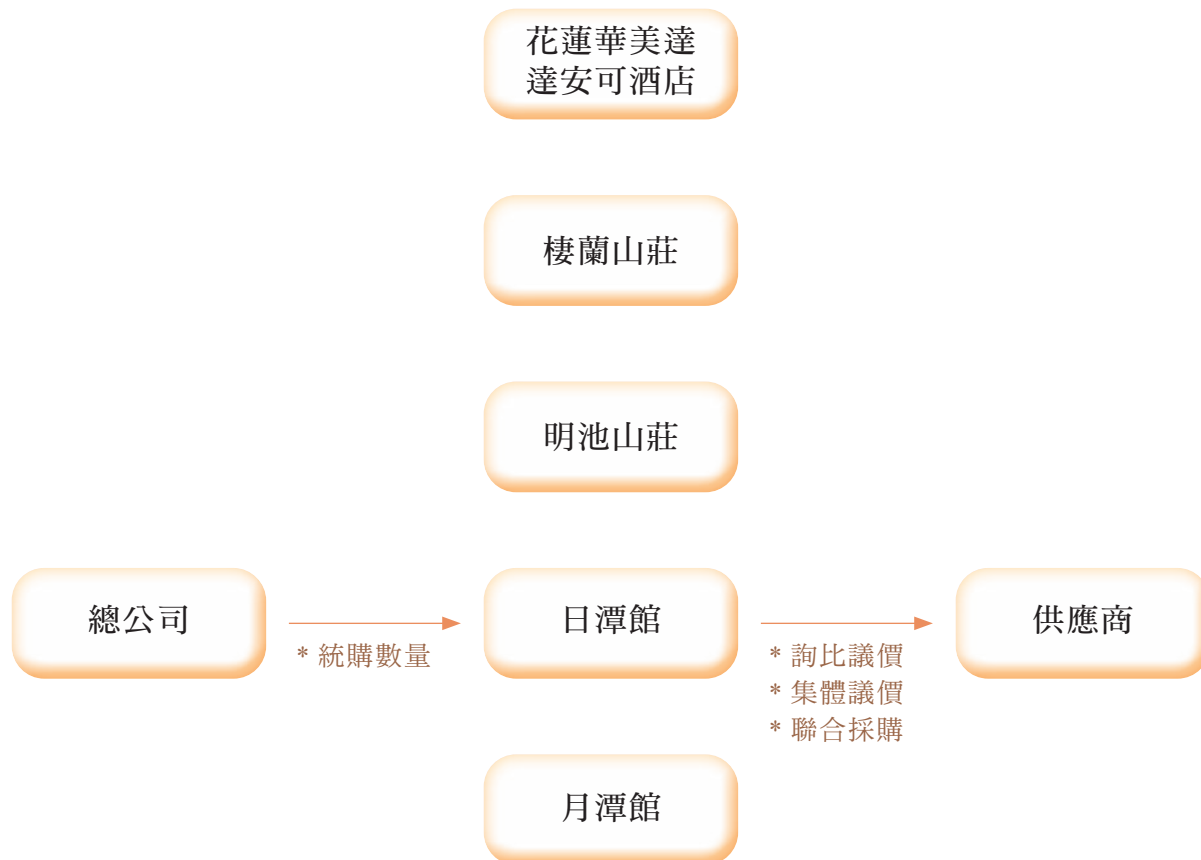 花蓮華美達
達安可酒店
棲蘭山莊
明池山莊
總公司
* 統購數量
日潭館
* 詢比議價
* 集體議價
* 聯合採購
供應商
月潭館